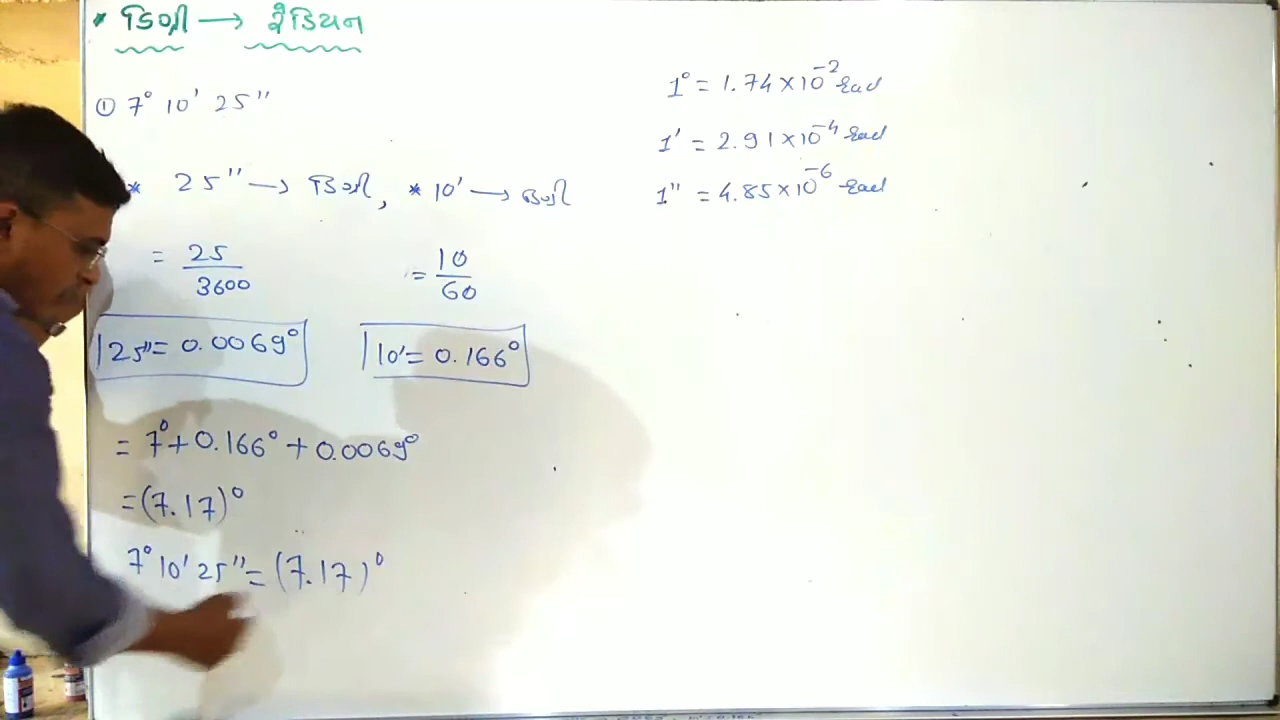 * ડિગ્રી → રેડિયન
① 7° 10' 25"
* 25" → ડિગ્રી, * 10' → ડિગ્રી
= 25/3600
= 10/60
25" = 0.0069°
10' = 0.166°
= 7° + 0.166° + 0.0069°
= (7.17)°
7° 10' 25" = (7.17)°
1° = 1.74 × 10⁻² rad
1' = 2.91 × 10⁻⁴ rad
1" = 4.85 × 10⁻⁶ rad